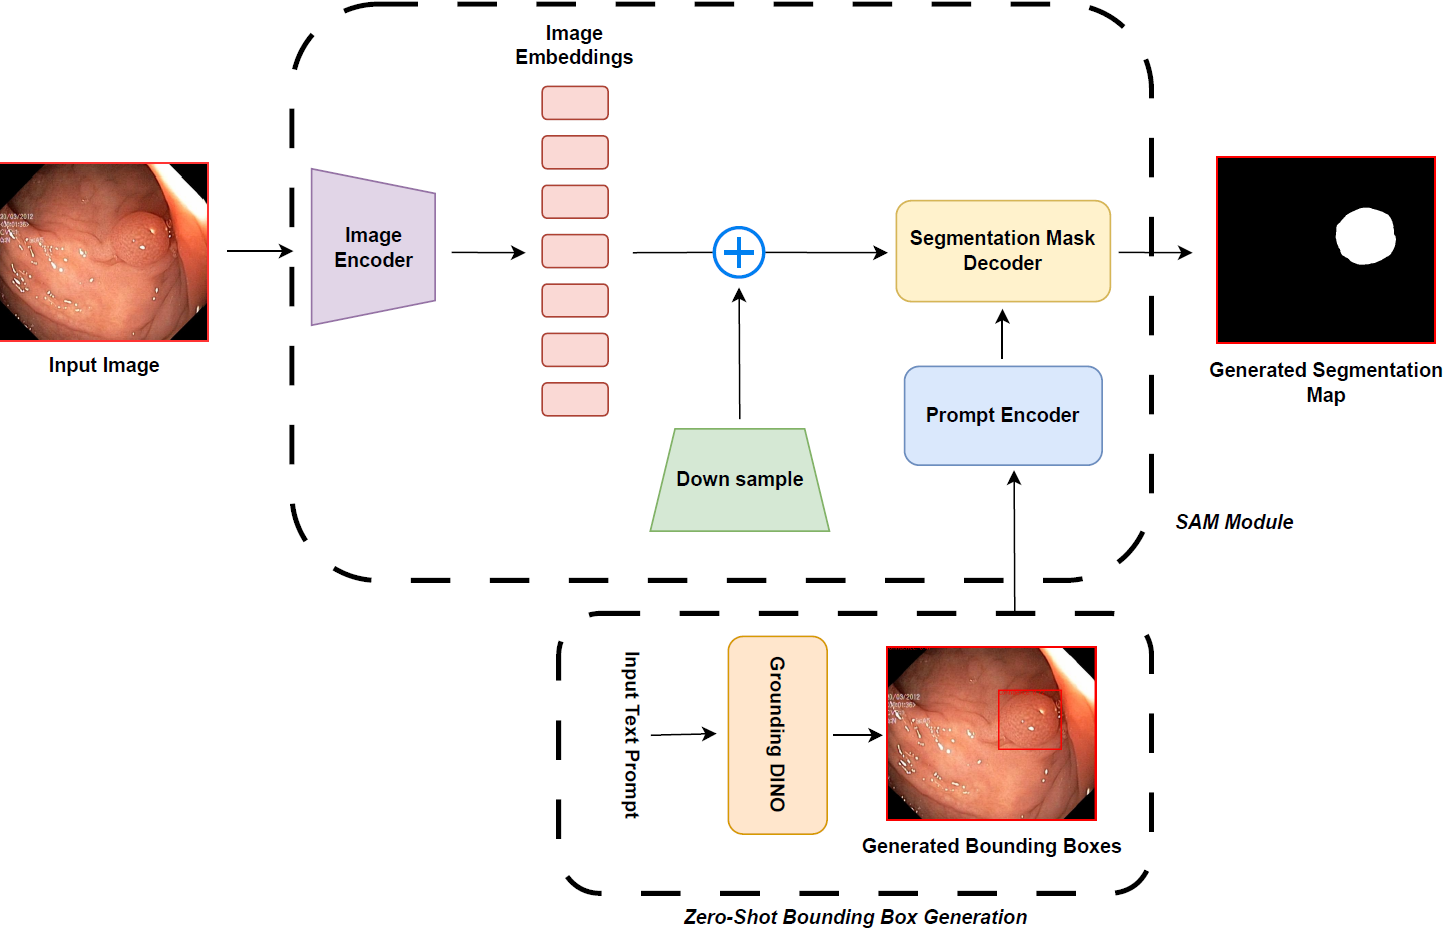 Image
Embeddings
Image
Encoder
Segmentation Mask
Decoder
Input Image
Generated Segmentation
Map
Prompt Encoder
Down sample
SAM Module
Input Text Prompt
Grounding DINO
Generated Bounding Boxes
Zero-Shot Bounding Box Generation